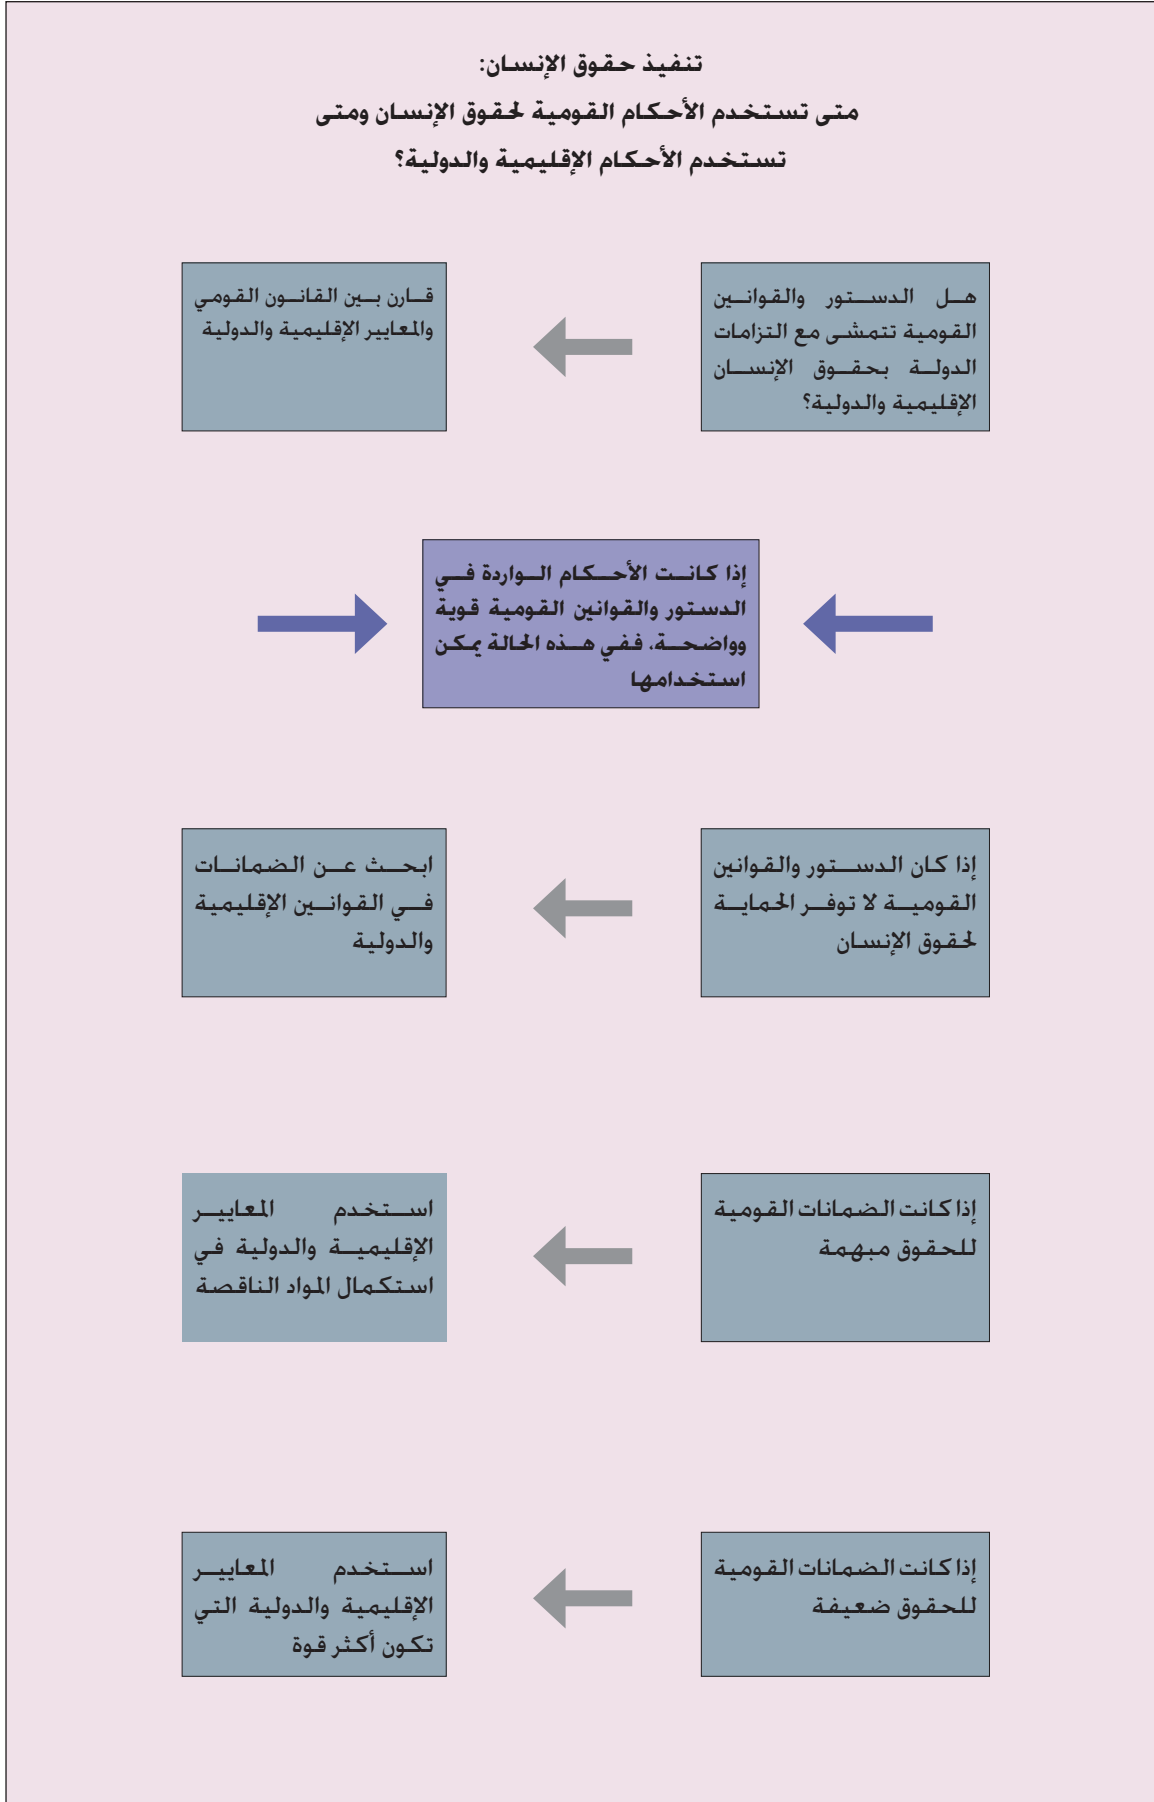 تنفيذ حقوق الإنسان:
متى تستخدم الأحكام القومية لحقوق الإنسان ومتى
تستخدم الأحكام الإقليمية والدولية؟
هل الدستور والقوانين
القومية تتمشى مع التزامات
الدولة بحقوق الإنسان
الإقليمية والدولية؟
قارن بين القانون القومي
والمعايير الإقليمية والدولية
إذا كانت الأحكام الواردة في
الدستور والقوانين القومية قوية
وواضحة، ففي هذه الحالة يمكن
استخدامها
إذا كان الدستور والقوانين
القومية لا توفر الحماية
لحقوق الإنسان
ابحث عن الضمانات
في القوانين الإقليمية
والدولية
إذا كانت الضمانات القومية
للحقوق مبهمة
استخدم المعايير
الإقليمية والدولية في
استكمال المواد الناقصة
إذا كانت الضمانات القومية
للحقوق ضعيفة
استخدم المعايير
الإقليمية والدولية التي
تكون أكثر قوة